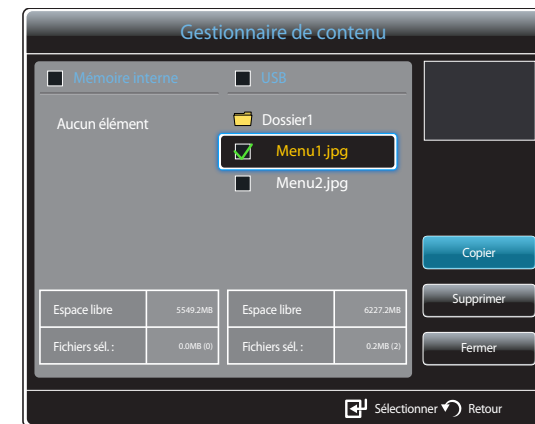 Gestionnaire de contenu
Mémoire interne
USB
Aucun élément
Dossier1
Menu1.jpg
Menu2.jpg
Copier
Supprimer
Fermer
Espace libre
5549.2MB
Espace libre
6227.2MB
Fichiers sél. :
0.0MB (0)
Fichiers sél. :
0.2MB (2)
Sélectionner
Retour